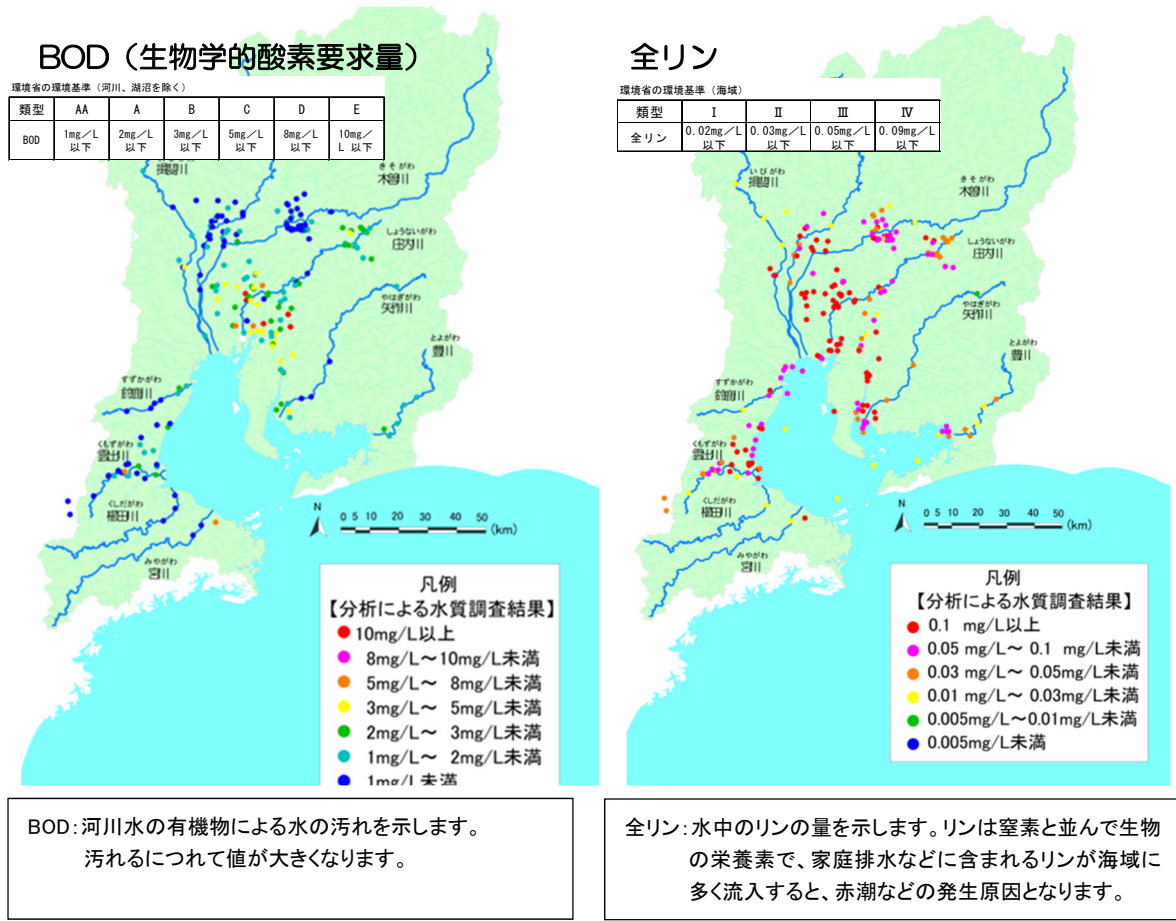 BOD（生物学的酸素要求量）
環境省の環境基準（河川、湖沼を除く）
類型 AA A B C D E
BOD 1mg／L以下 2mg／L以下 3mg／L以下 5mg／L以下 8mg／L以下 10mg／L 以下
揖斐川
きそがわ
木曽川
しょうないがわ
庄内川
やはぎがわ
矢作川
とよがわ
豊川
すずかがわ
鈴鹿川
くもずがわ
雲出川
くしだがわ
櫛田川
みやがわ
宮川
N
0 5 10 20 30 40 50
(km)
凡例
【分析による水質調査結果】
10mg/L以上
8mg/L～10mg/L未満
5mg/L～ 8mg/L未満
3mg/L～ 5mg/L未満
2mg/L～ 3mg/L未満
1mg/L～ 2mg/L未満
1mg/L未満
BOD：河川水の有機物による水の汚れを示します。
汚れるにつれて値が大きくなります。
全リン
環境省の環境基準（海域）
類型 Ⅰ Ⅱ Ⅲ Ⅳ
全リン 0.02mg／L以下 0.03mg／L以下 0.05mg／L以下 0.09mg／L以下
いびがわ
揖斐川
きそがわ
木曽川
しょうないがわ
庄内川
やはぎがわ
矢作川
とよがわ
豊川
すずかがわ
鈴鹿川
くもずがわ
雲出川
くしだがわ
櫛田川
みやがわ
宮川
N
0 5 10 20 30 40 50
(km)
凡例
【分析による水質調査結果】
0.1 mg/L以上
0.05 mg/L～ 0.1 mg/L未満
0.03 mg/L～ 0.05mg/L未満
0.01 mg/L～ 0.03mg/L未満
0.005mg/L～0.01mg/L未満
0.005mg/L未満
全リン：水中のリンの量を示します。リンは窒素と並んで生物
の栄養素で、家庭排水などに含まれるリンが海域に
多く流入すると、赤潮などの発生原因となります。